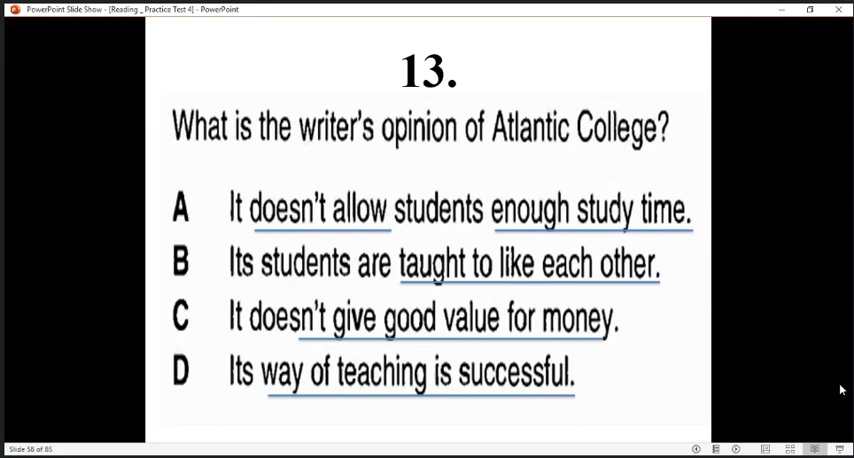 PowerPoint Slide Show - [Reading _ Practice Test 4] - PowerPoint
13.
What is the writer's opinion of Atlantic College?
A It doesn't allow students enough study time.
B Its students are taught to like each other.
C It doesn't give good value for money.
D Its way of teaching is successful.
Slide 58 of 85